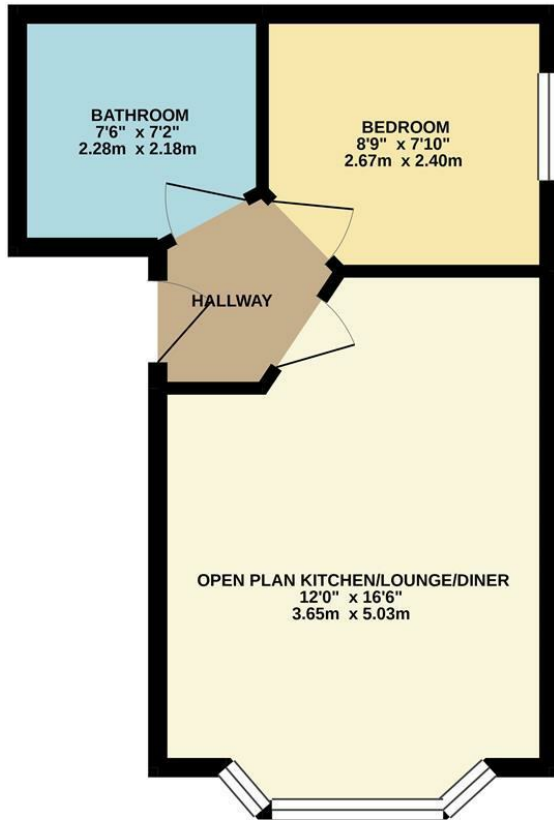 BATHROOM
7'6" x 7'2"
2.28m x 2.18m
BEDROOM
8'9" x 7'10"
2.67m x 2.40m
HALLWAY
OPEN PLAN KITCHEN/LOUNGE/DINER
12'0" x 16'6"
3.65m x 5.03m